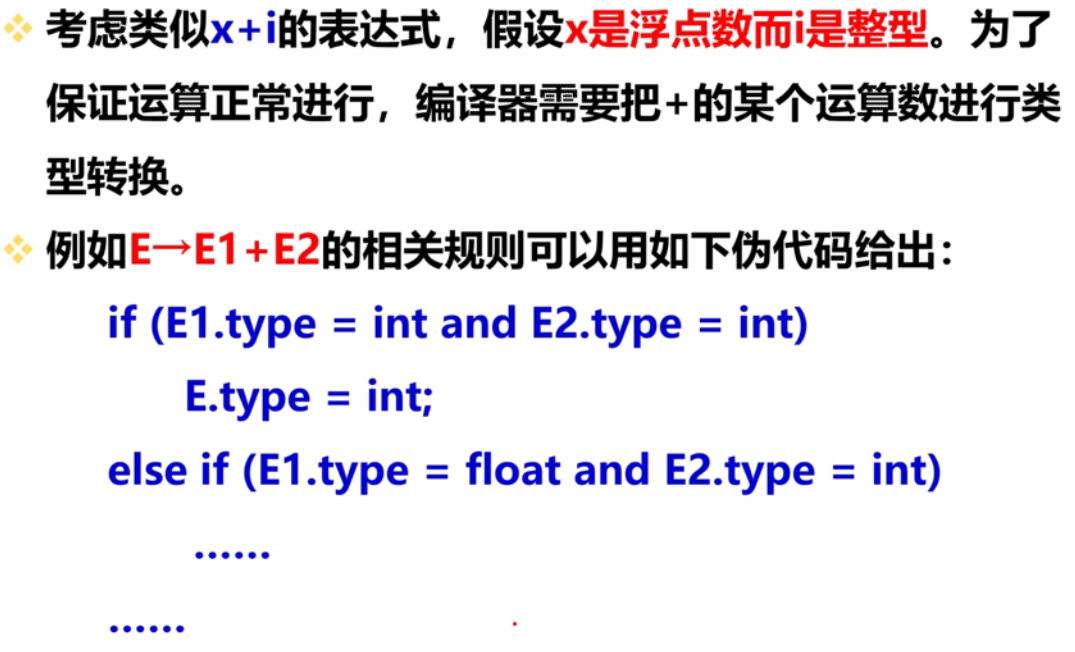 考虑类似x+i的表达式，假设x是浮点数而i是整型。为了
保证运算正常进行，编译器需要把+的某个运算数进行类
型转换。
例如E→E1+E2的相关规则可以用如下伪代码给出：
if (E1.type = int and E2.type = int)
E.type = int;
else if (E1.type = float and E2.type = int)
……
……